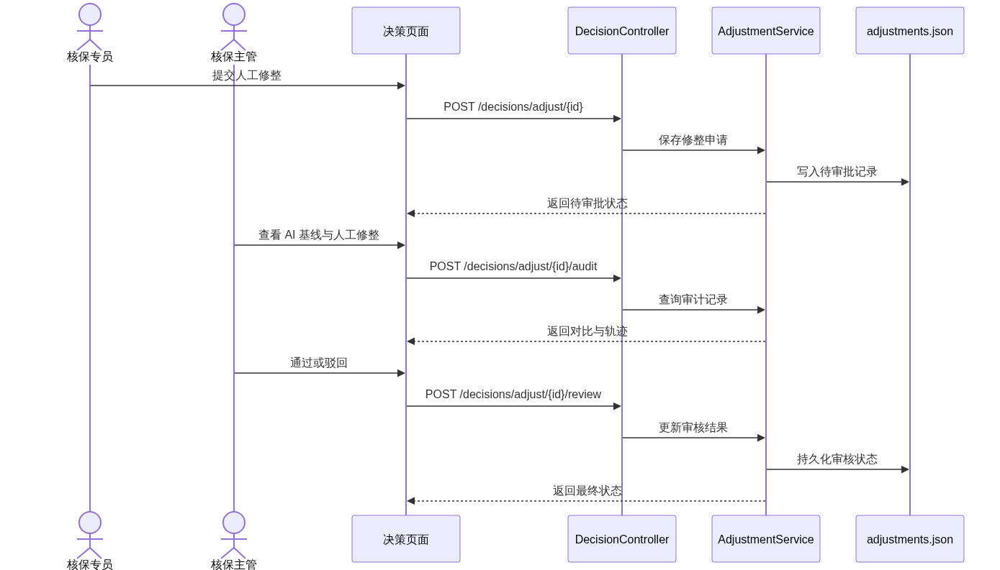 核保专员
核保主管
决策页面
DecisionController
AdjustmentService
adjustments.json
提交人工修整
POST /decisions/adjust/{id}
保存修整申请
写入待审批记录
返回待审批状态
查看 AI 基线与人工修整
POST /decisions/adjust/{id}/audit
查询审计记录
返回对比与轨迹
通过或驳回
POST /decisions/adjust/{id}/review
更新审核结果
持久化审核状态
返回最终状态
核保专员
核保主管
决策页面
DecisionController
AdjustmentService
adjustments.json